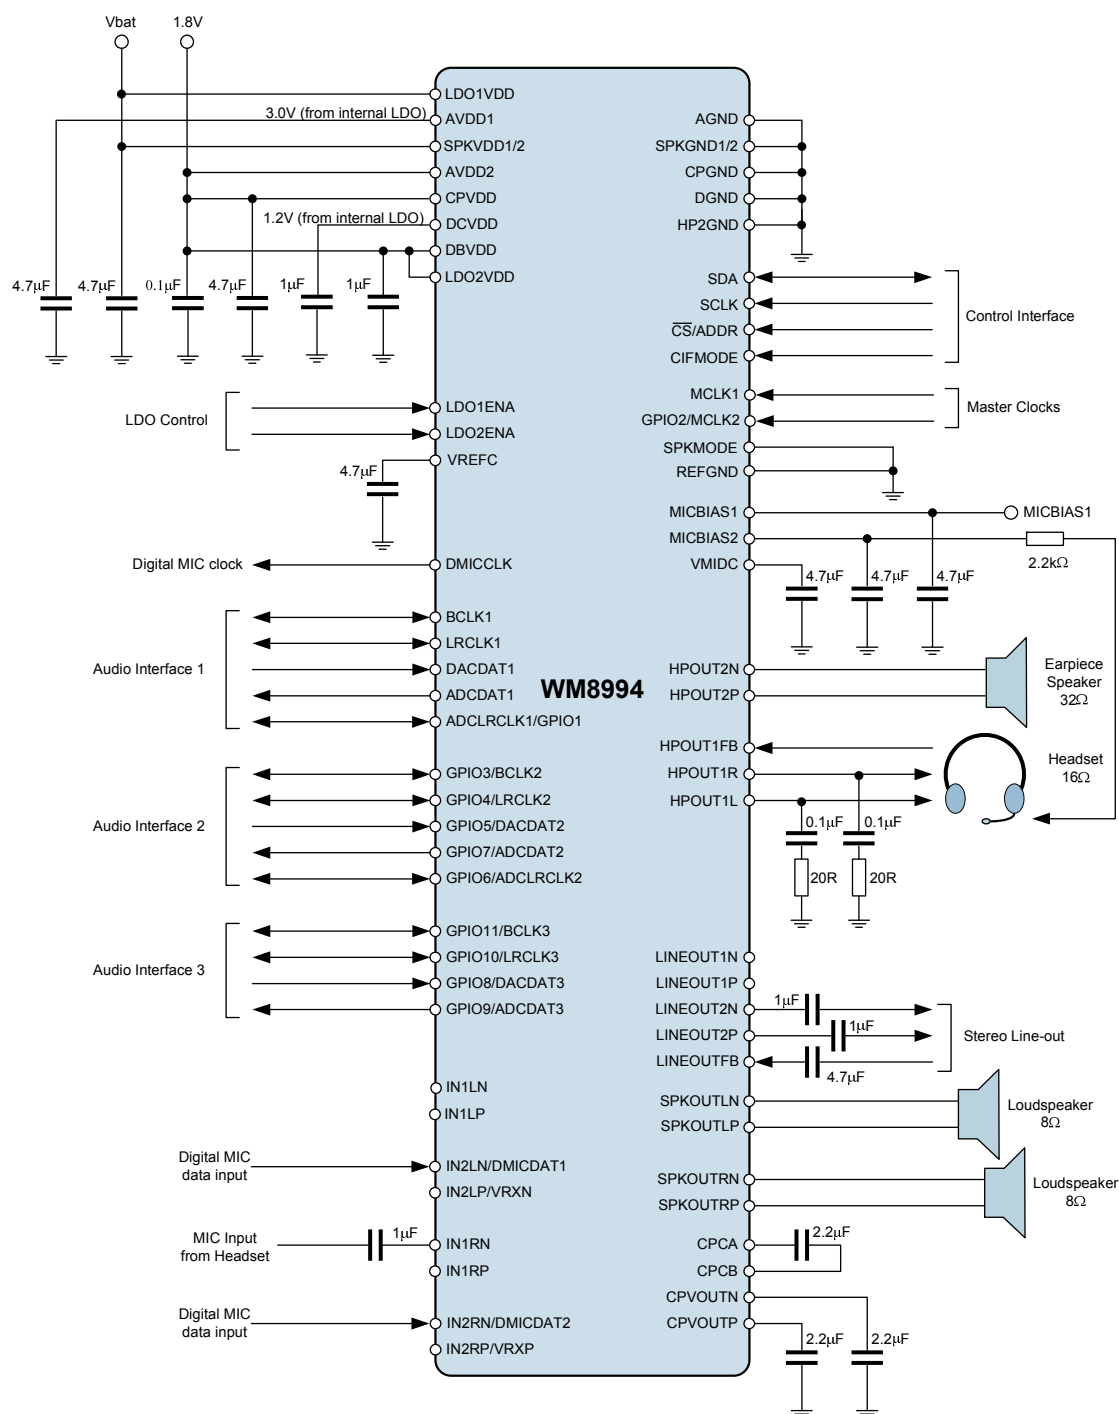 Vbat
1.8V
LDO1VDD
3.0V (from internal LDO)
AVDD1
SPKVDD1/2
AVDD2
CPVDD
1.2V (from internal LDO)
DCVDD
DBVDD
LDO2VDD
4.7µF
4.7µF
0.1µF
4.7µF
1µF
1µF
LDO Control
LDO1ENA
LDO2ENA
VREFC
4.7µF
Digital MIC clock
DMICCLK
Audio Interface 1
BCLK1
LRCLK1
DACDAT1
ADCDAT1
ADCLRCLK1/GPIO1
Audio Interface 2
GPIO3/BCLK2
GPIO4/LRCLK2
GPIO5/DACDAT2
GPIO7/ADCDAT2
GPIO6/ADCLRCLK2
Audio Interface 3
GPIO11/BCLK3
GPIO10/LRCLK3
GPIO8/DACDAT3
GPIO9/ADCDAT3
IN1LN
IN1LP
Digital MIC
data input
IN2LN/DMICDAT1
IN2LP/VRXN
MIC Input
from Headset
1µF
IN1RN
IN1RP
Digital MIC
data input
IN2RN/DMICDAT2
IN2RP/VRXP
WM8994
AGND
SPKGND1/2
CPGND
DGND
HP2GND
SDA
SCLK
CS/ADDR
CIFMODE
Control Interface
MCLK1
GPIO2/MCLK2
Master Clocks
SPKMODE
REFGND
MICBIAS1
MICBIAS1
MICBIAS2
2.2kΩ
VMIDC
4.7µF
4.7µF
4.7µF
HPOUT2N
HPOUT2P
Earpiece
Speaker
32Ω
HPOUT1FB
HPOUT1R
HPOUT1L
Headset
16Ω
0.1µF
0.1µF
20R
20R
LINEOUT1N
LINEOUT1P
LINEOUT2N
1µF
LINEOUT2P
1µF
LINEOUTFB
4.7µF
Stereo Line-out
SPKOUTLN
SPKOUTLP
Loudspeaker
8Ω
SPKOUTRN
SPKOUTRP
Loudspeaker
8Ω
CPCA
2.2µF
CPCB
CPVOUTN
CPVOUTP
2.2µF
2.2µF